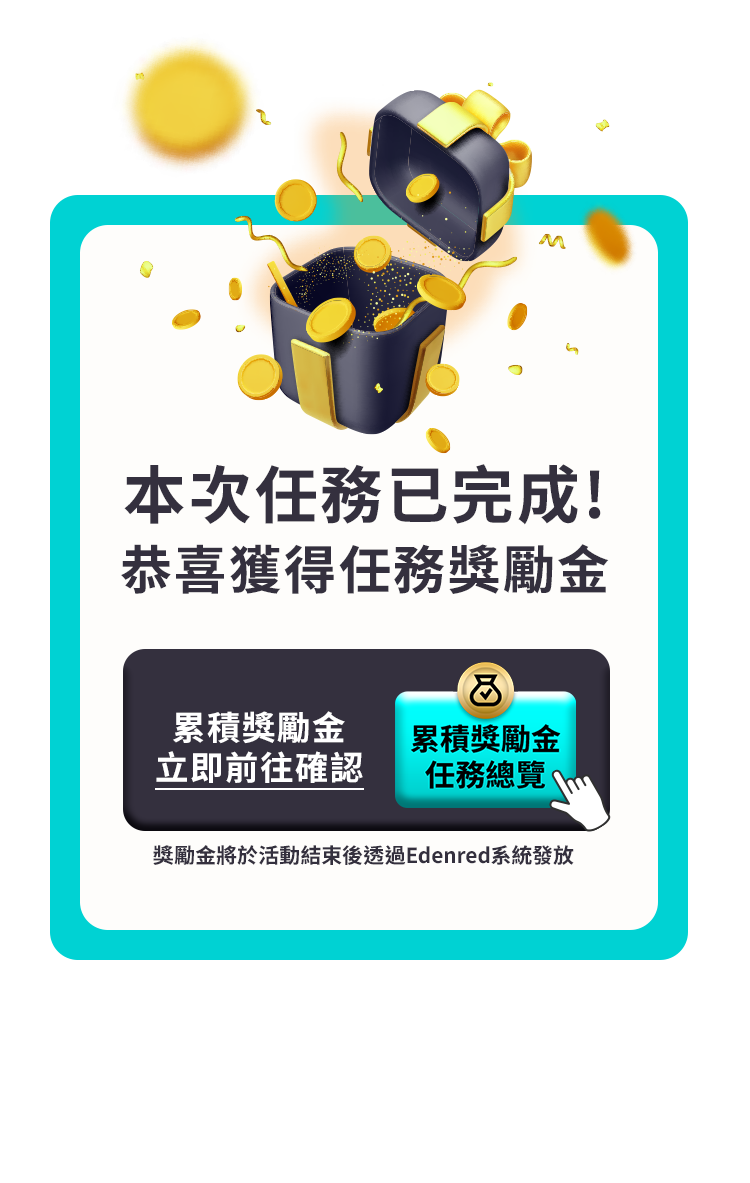 本次任務已完成!
恭喜獲得任務獎勵金
累積獎勵金
立即前往確認
累積獎勵金
任務總覽
獎勵金將於活動結束後透過Edenred系統發放